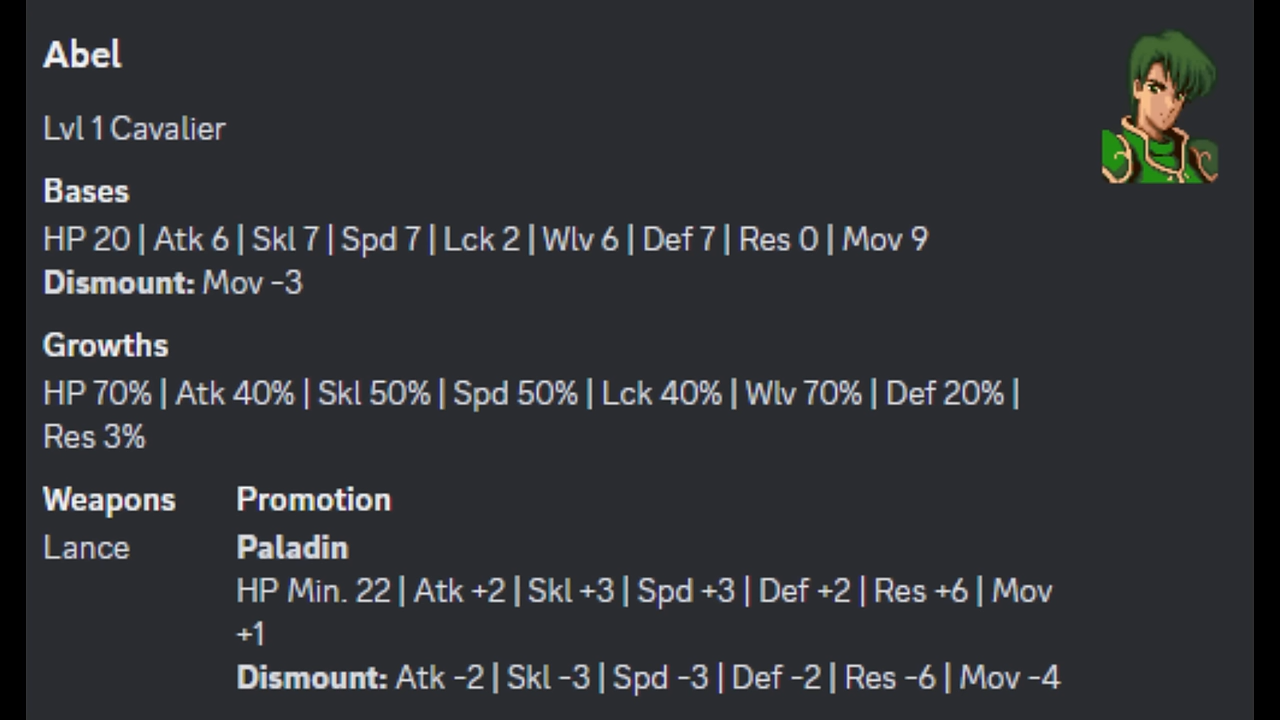 Abel
Lvl 1 Cavalier
Bases
HP 20 | Atk 6 | Skl 7 | Spd 7 | Lck 2 | Wlv 6 | Def 7 | Res 0 | Mov 9
Dismount: Mov -3
Growths
HP 70% | Atk 40% | Skl 50% | Spd 50% | Lck 40% | Wlv 70% | Def 20% |
Res 3%
Weapons Promotion
Lance Paladin
HP Min. 22 | Atk +2 | Skl +3 | Spd +3 | Def +2 | Res +6 | Mov
+1
Dismount: Atk -2 | Skl -3 | Spd -3 | Def -2 | Res -6 | Mov -4